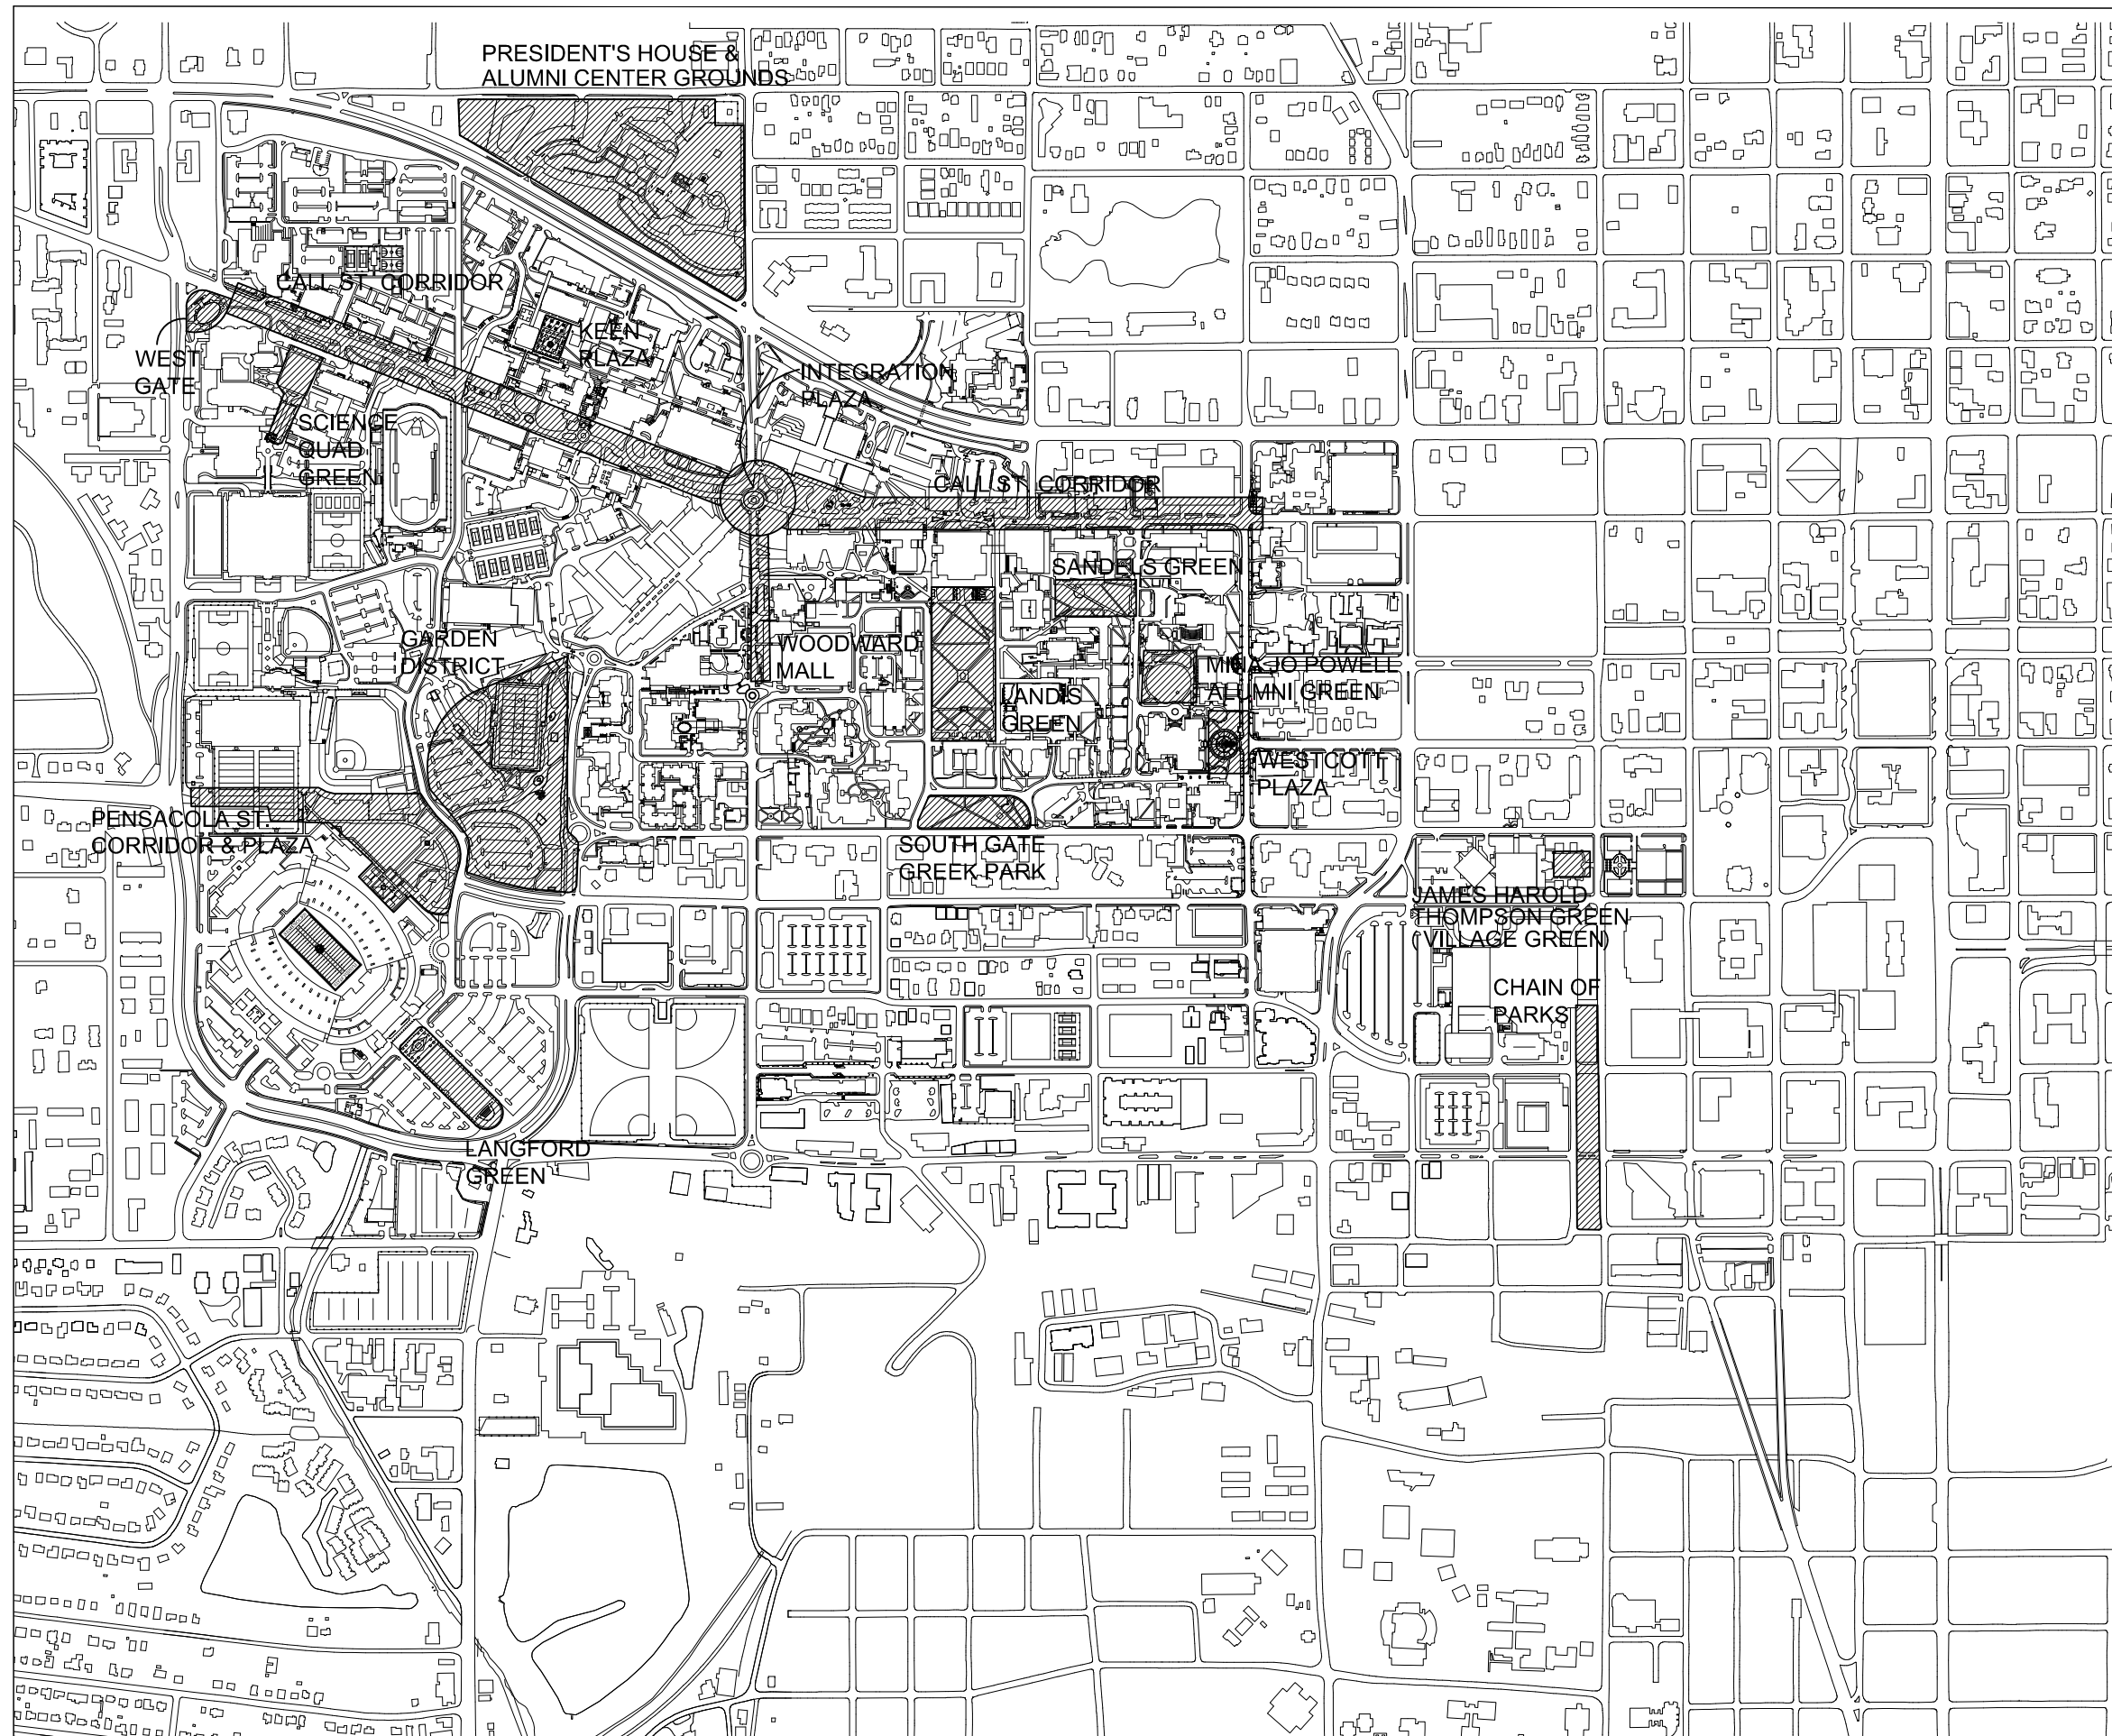 PRESIDENT'S HOUSE &
ALUMNI CENTER GROUNDS
CALL ST. CORRIDOR
KEEN
PLAZA
WEST
GATE
INTEGRATION
PLAZA
SCIENCE
QUAD
GREEN
CALL ST. CORRIDOR
SANDELS GREEN
GARDEN
DISTRICT
WOODWARD
MALL
MINA JO POWELL
ALUMNI GREEN
LANDIS
GREEN
WESTCOTT
PLAZA
PENSACOLA ST.
CORRIDOR & PLAZA
SOUTH GATE
GREEK PARK
JAMES HAROLD
THOMPSON GREEN
( VILLAGE GREEN)
CHAIN OF
PARKS
LANGFORD
GREEN